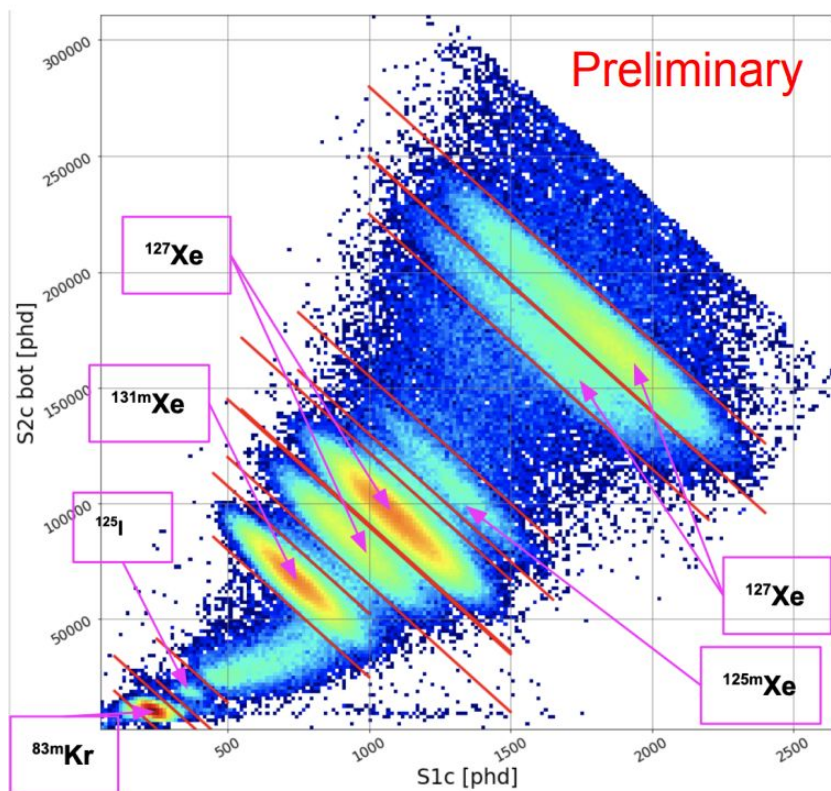 Preliminary
300000
250000
200000
150000
100000
50000
S2c bot [phd]
¹²⁷Xe
¹³¹ᵐXe
¹²⁵I
⁸³ᵐKr
¹²⁷Xe
¹²⁵ᵐXe
500
1000
1500
2000
2500
S1c [phd]